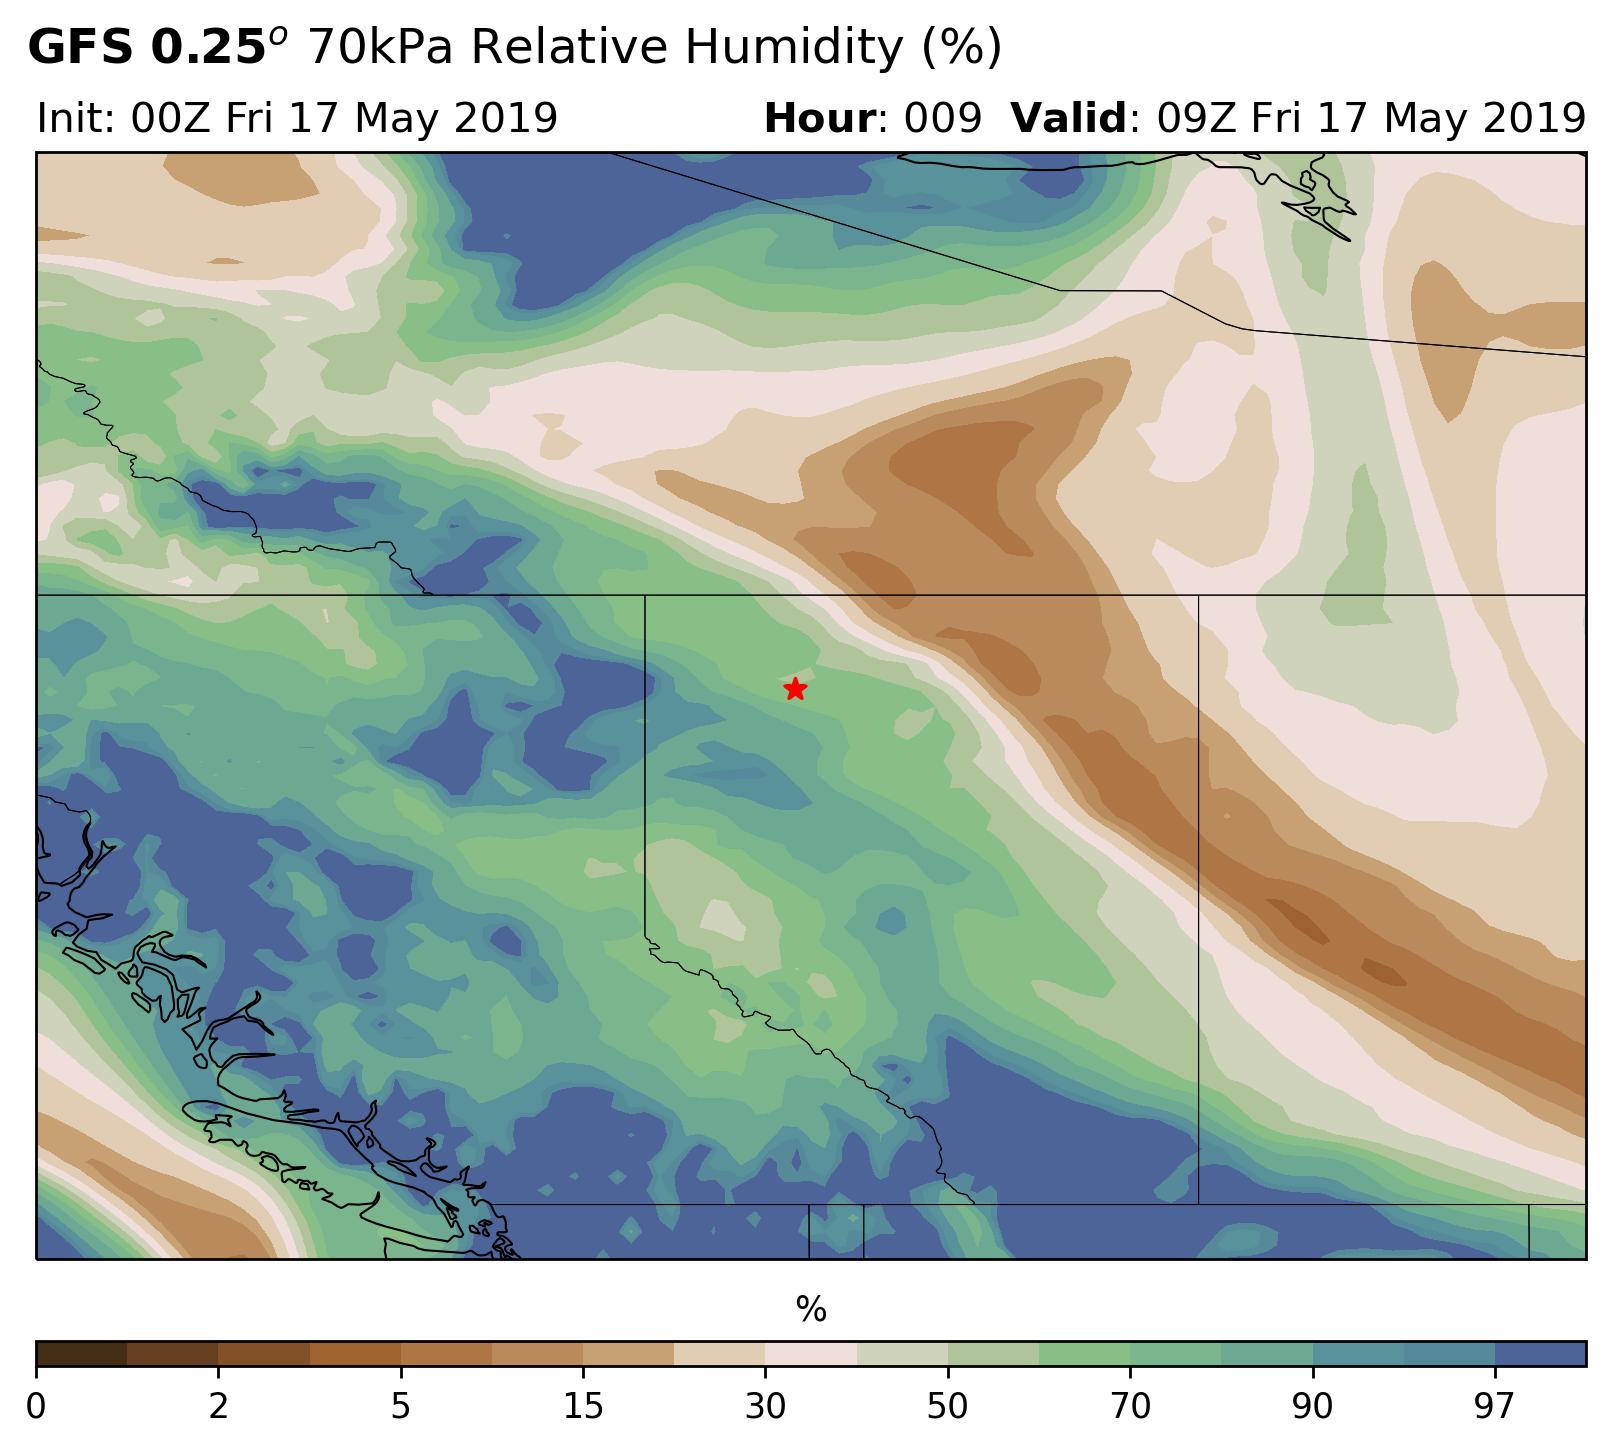 GFS 0.25° 70kPa Relative Humidity (%)
Init: 00Z Fri 17 May 2019 Hour: 009 Valid: 09Z Fri 17 May 2019
%
0 2 5 15 30 50 70 90 97